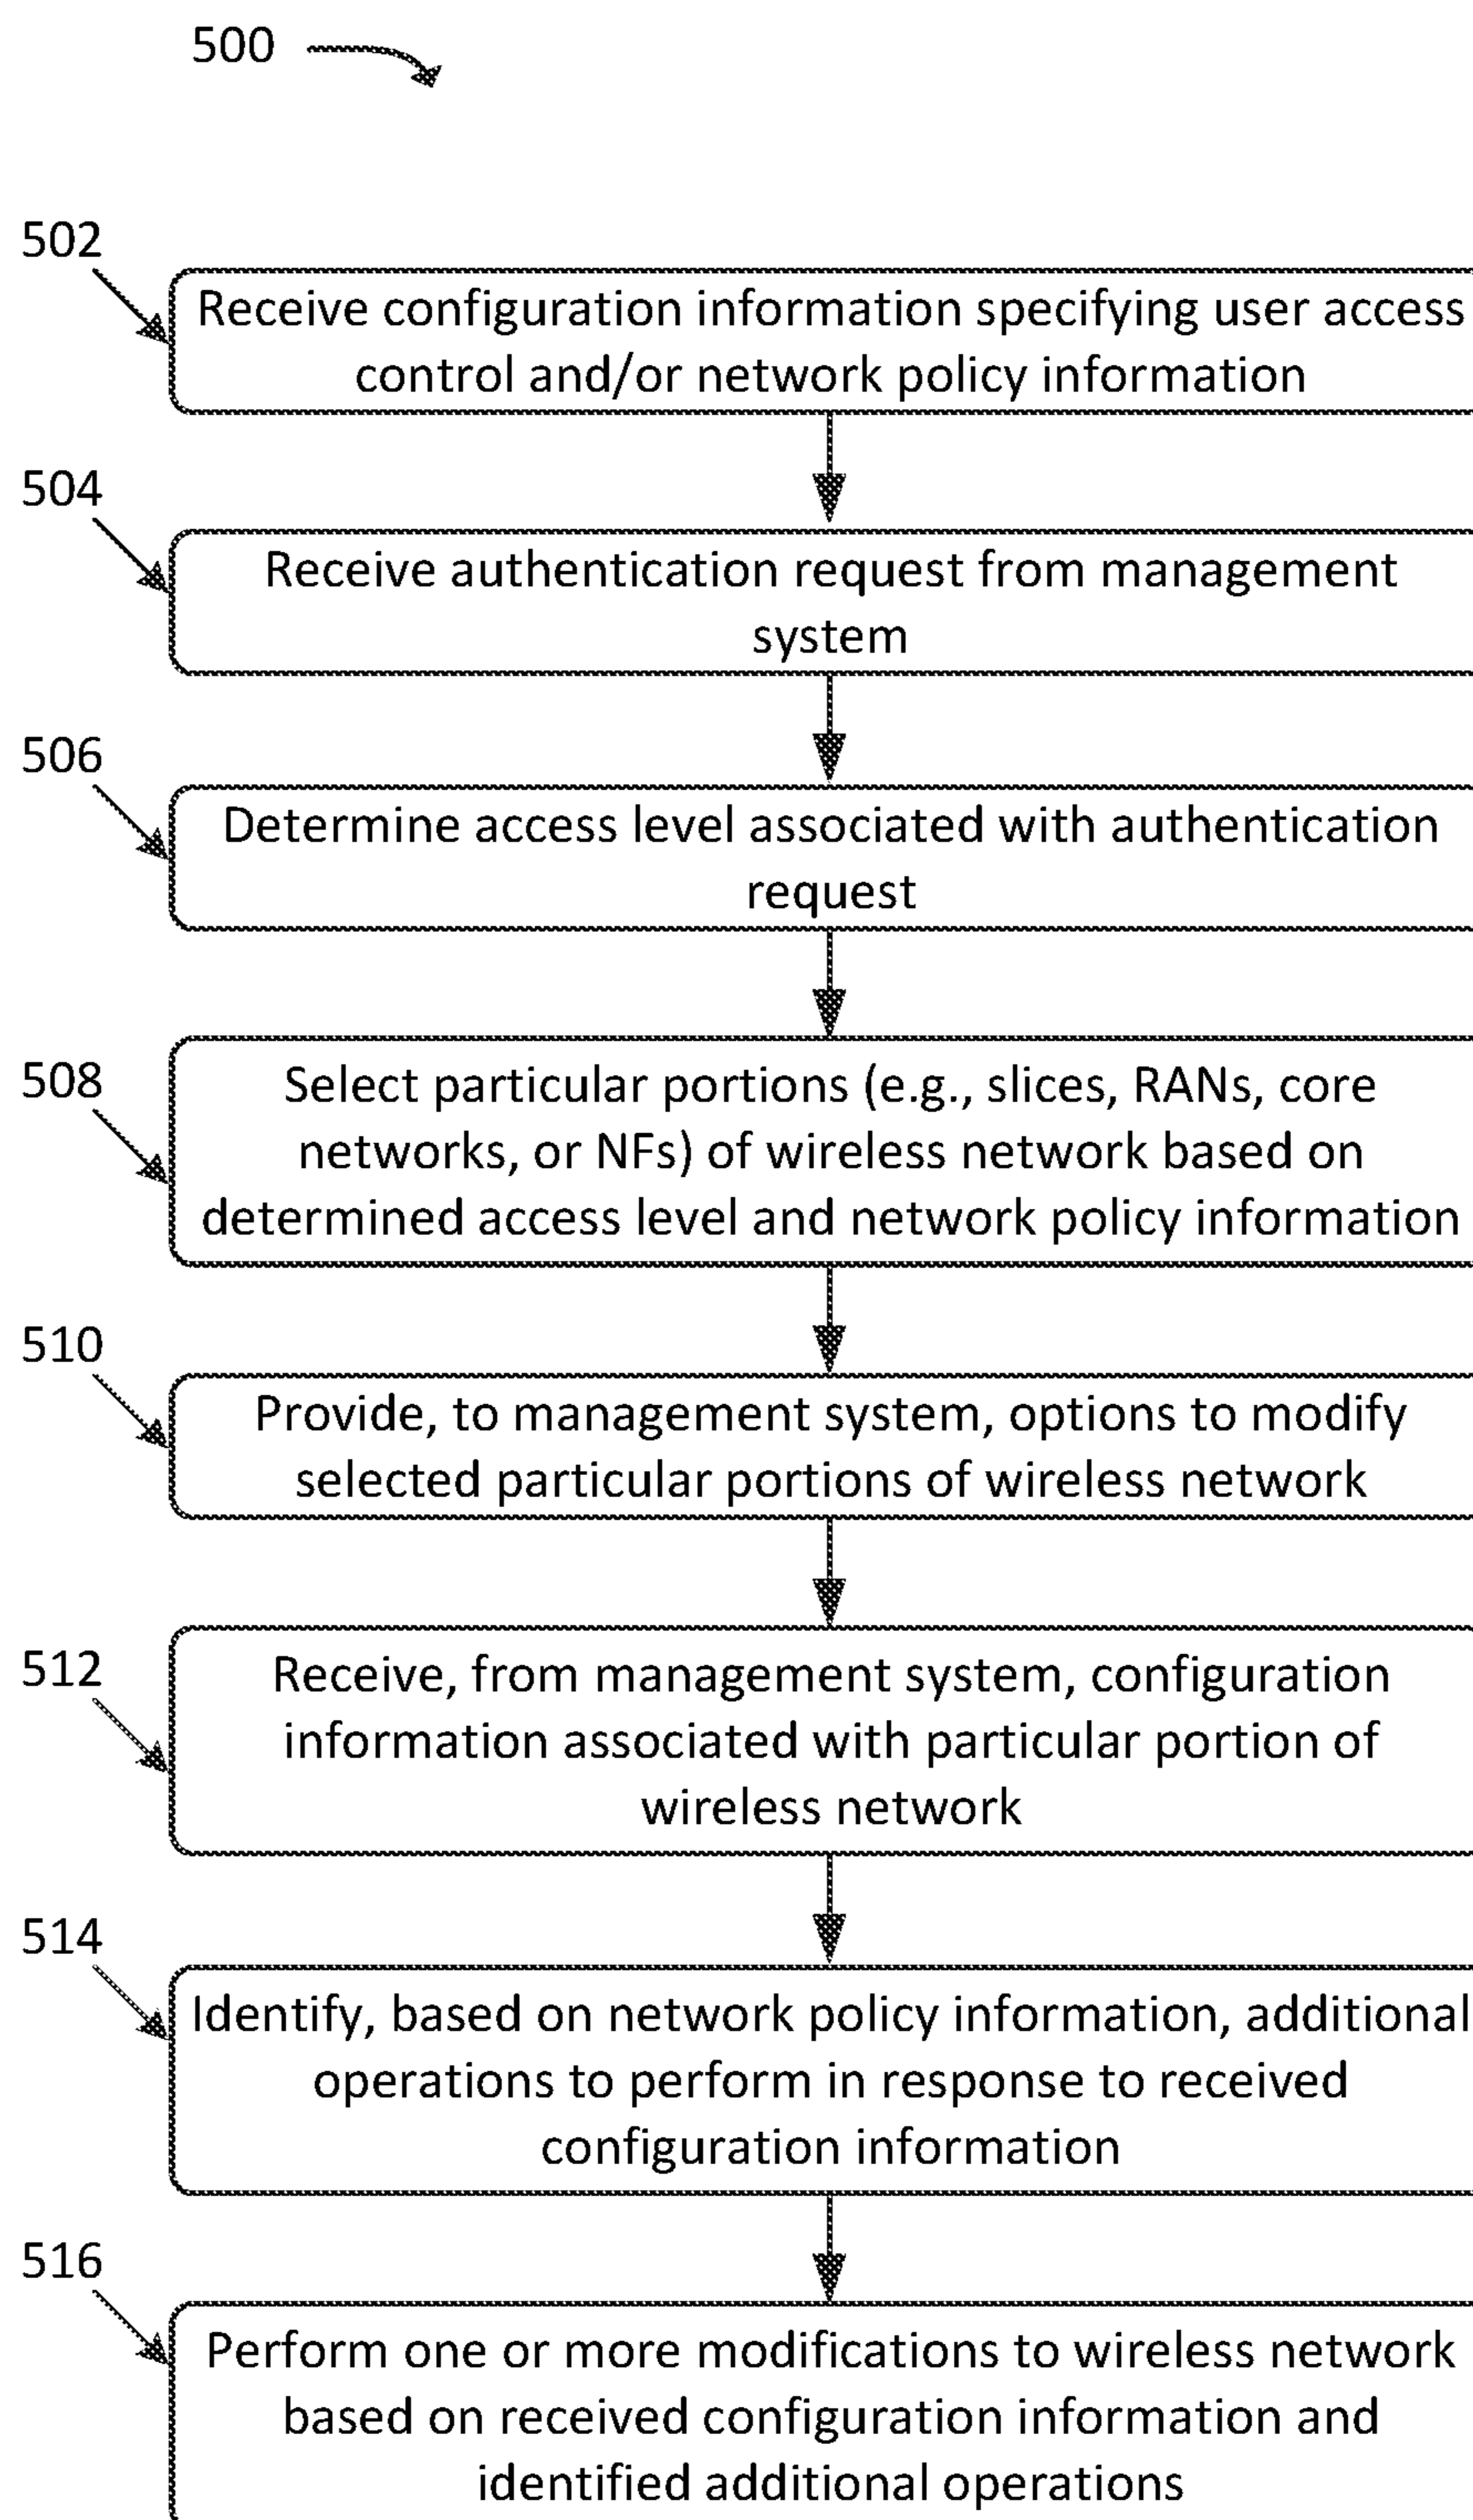 500
502
Receive configuration information specifying user access
control and/or network policy information
504
Receive authentication request from management
system
506
Determine access level associated with authentication
request
508
Select particular portions (e.g., slices, RANs, core
networks, or NFs) of wireless network based on
determined access level and network policy information
510
Provide, to management system, options to modify
selected particular portions of wireless network
512
Receive, from management system, configuration
information associated with particular portion of
wireless network
514
Identify, based on network policy information, additional
operations to perform in response to received
configuration information
516
Perform one or more modifications to wireless network
based on received configuration information and
identified additional operations